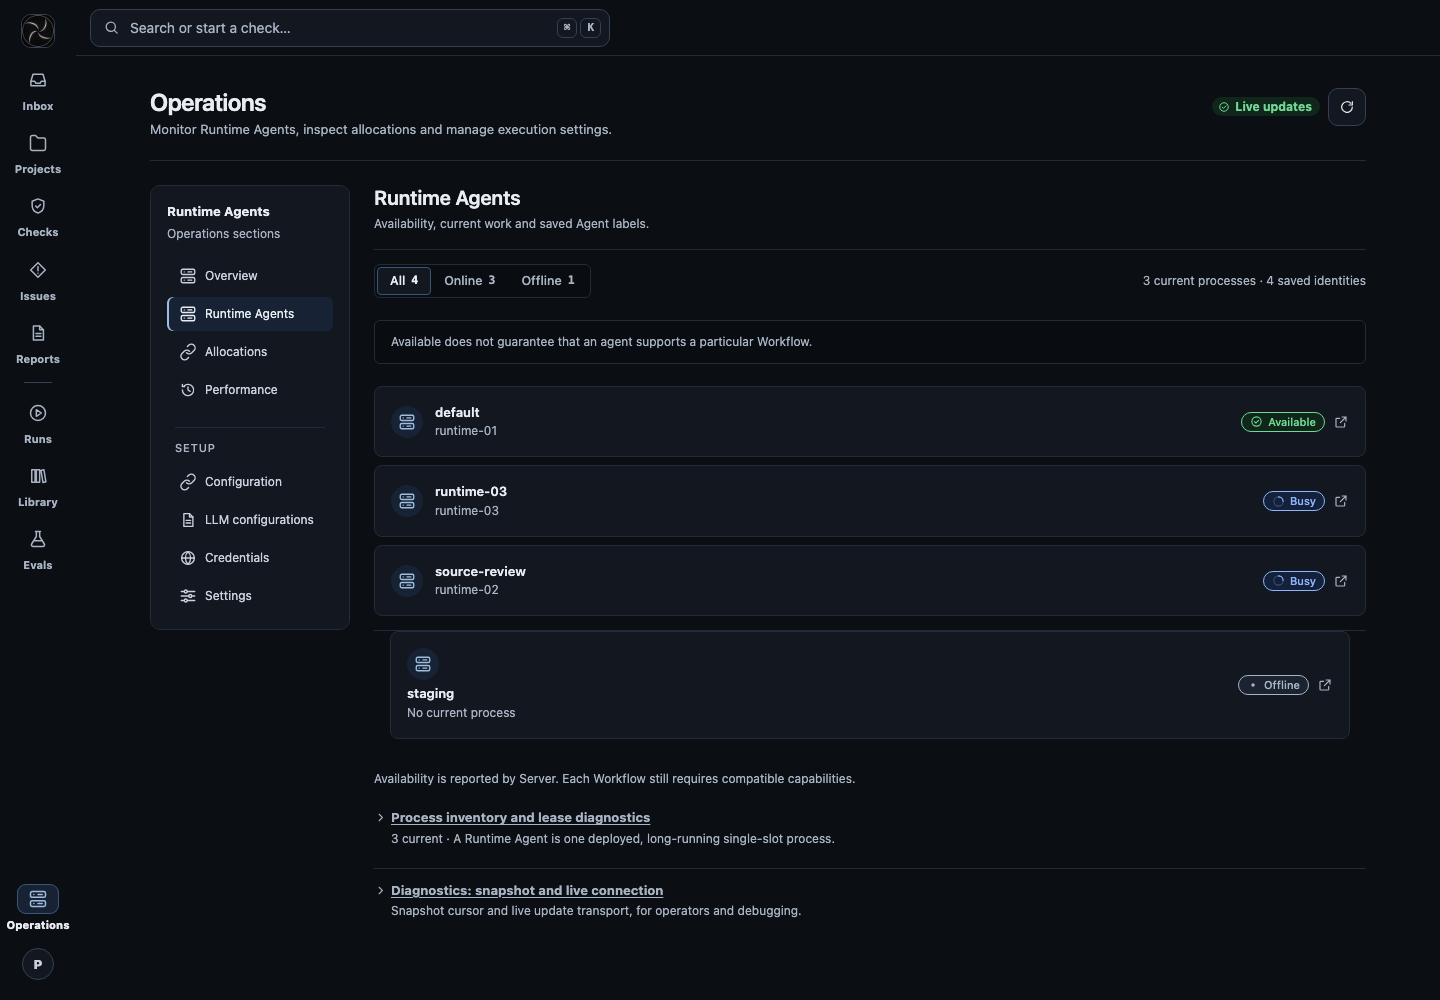 Search or start a check...
⌘ K
Inbox
Projects
Checks
Issues
Reports
Runs
Library
Evals
Operations
P
Operations
Monitor Runtime Agents, inspect allocations and manage execution settings.
Live updates
Runtime Agents
Operations sections
Overview
Runtime Agents
Allocations
Performance
SETUP
Configuration
LLM configurations
Credentials
Settings
Runtime Agents
Availability, current work and saved Agent labels.
All 4 Online 3 Offline 1
3 current processes · 4 saved identities
Available does not guarantee that an agent supports a particular Workflow.
default
runtime-01
Available
runtime-03
runtime-03
Busy
source-review
runtime-02
Busy
staging
No current process
Offline
Availability is reported by Server. Each Workflow still requires compatible capabilities.
Process inventory and lease diagnostics
3 current · A Runtime Agent is one deployed, long-running single-slot process.
Diagnostics: snapshot and live connection
Snapshot cursor and live update transport, for operators and debugging.